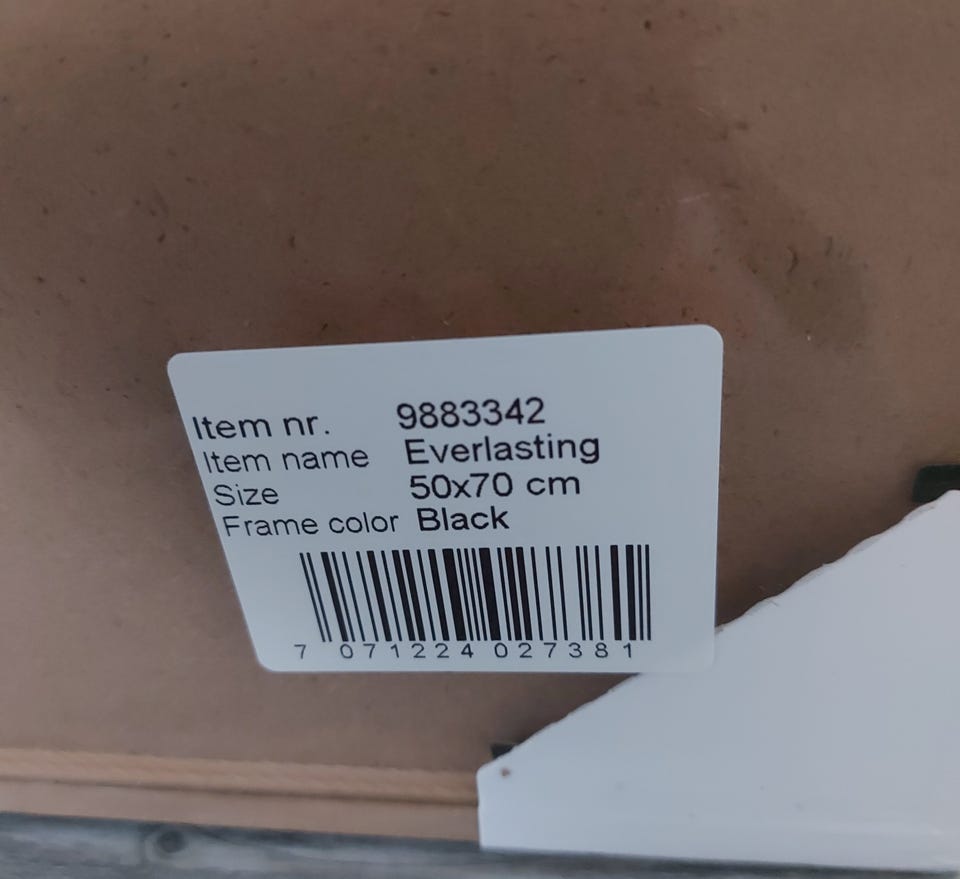 Item nr. 9883342
Item name Everlasting
Size 50x70 cm
Frame color Black
7 071224 027381